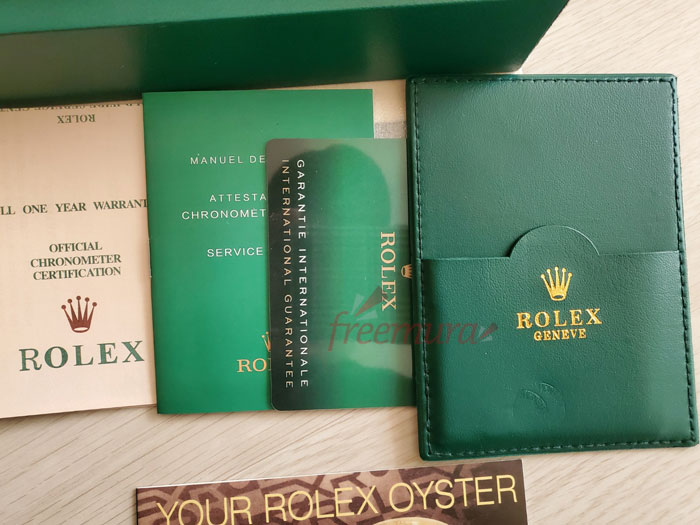 ROLEX
LL ONE YEAR WARRANT
OFFICIAL
CHRONOMETER
CERTIFICATION
ROLEX
MANUEL DE
ATTESTA
CHRONOMET
SERVICE
RO
GARANTIE INTERNATIONALE
INTERNATIONAL GUARANTEE
ROLEX
freemura
ROLEX
GENEVE
YOUR ROLEX OYSTER